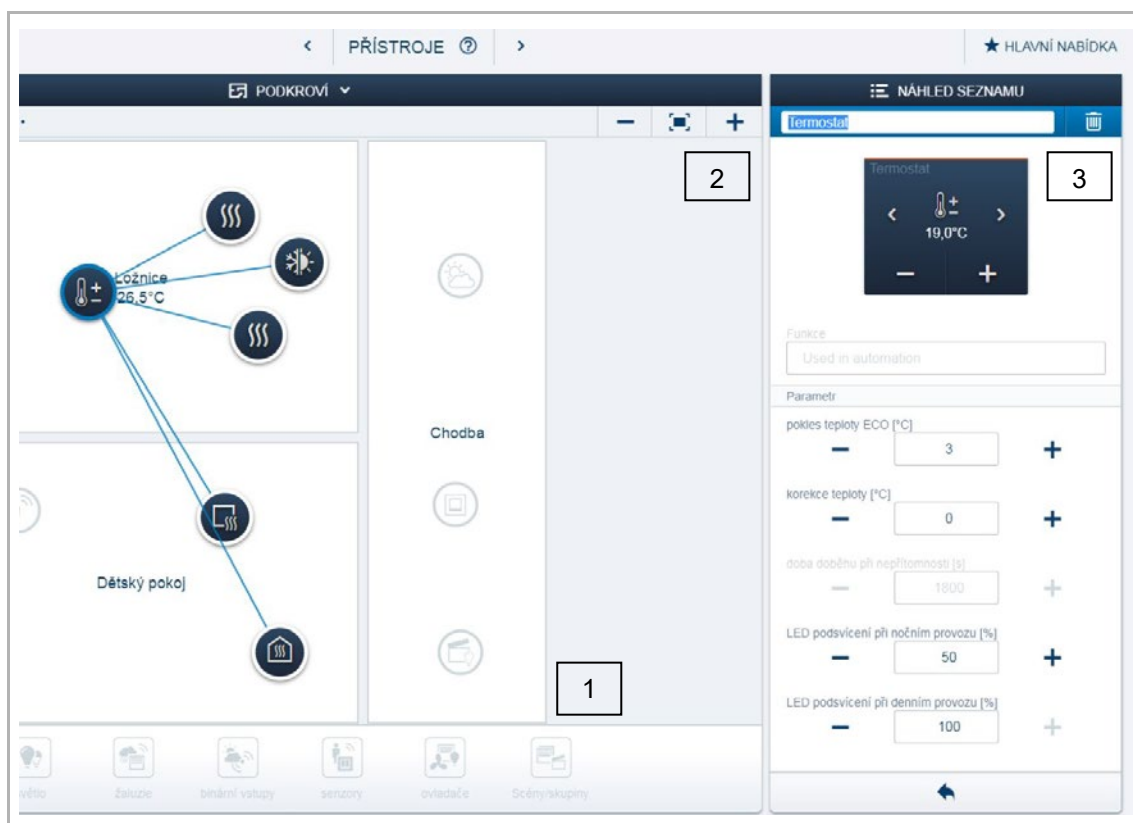 PŘÍSTROJE
HLAVNÍ NABÍDKA
PODKROVÍ
NÁHLED SEZNAMU
Termostat
2
3
Termostat
19,0°C
Ložnice
26,5°C
Funkce
Used in automation
Parametr
pokles teploty ECO [°C]
3
Chodba
korekce teploty [°C]
0
doba doběhu při nepřítomnosti [s]
1800
Dětský pokoj
LED podsvícení při nočním provozu [%]
50
1
LED podsvícení při denním provozu [%]
100
žaluzie
binární vstupy
senzory
ovladače
Scény/skupiny